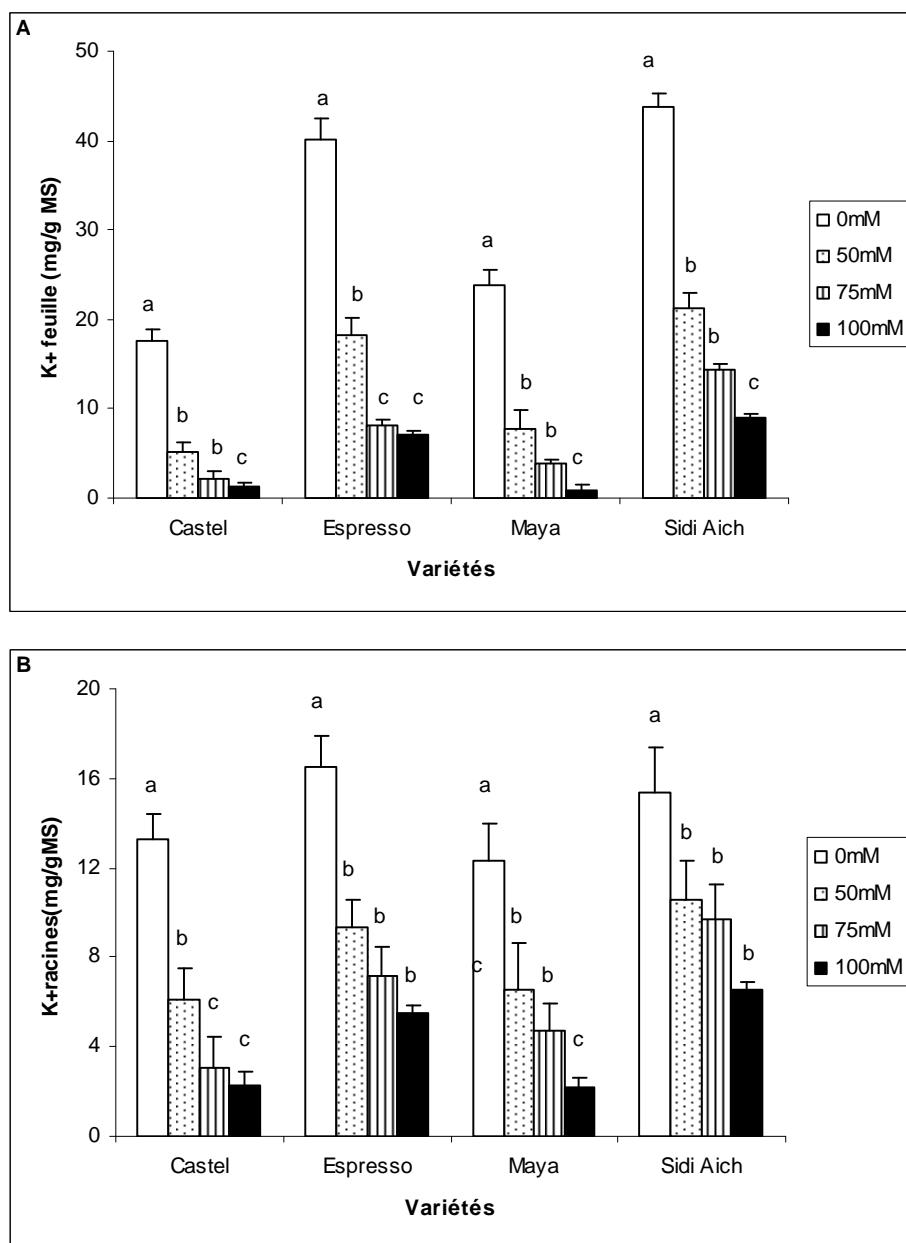 A
50
40
30
20
10
0
K+ feuille (mg/g MS)
a
b
b
c
a
b
c
c
a
b
b
c
a
b
b
c
Castel Espresso Maya Sidi Aich
Variétés
0mM
50mM
75mM
100mM
B
20
16
12
8
4
0
K+racines(mg/gMS)
a
b
c
c
a
b
b
b
a
c
b
b
c
a
b
b
b
Castel Espresso Maya Sidi Aich
Variétés
0mM
50mM
75mM
100mM